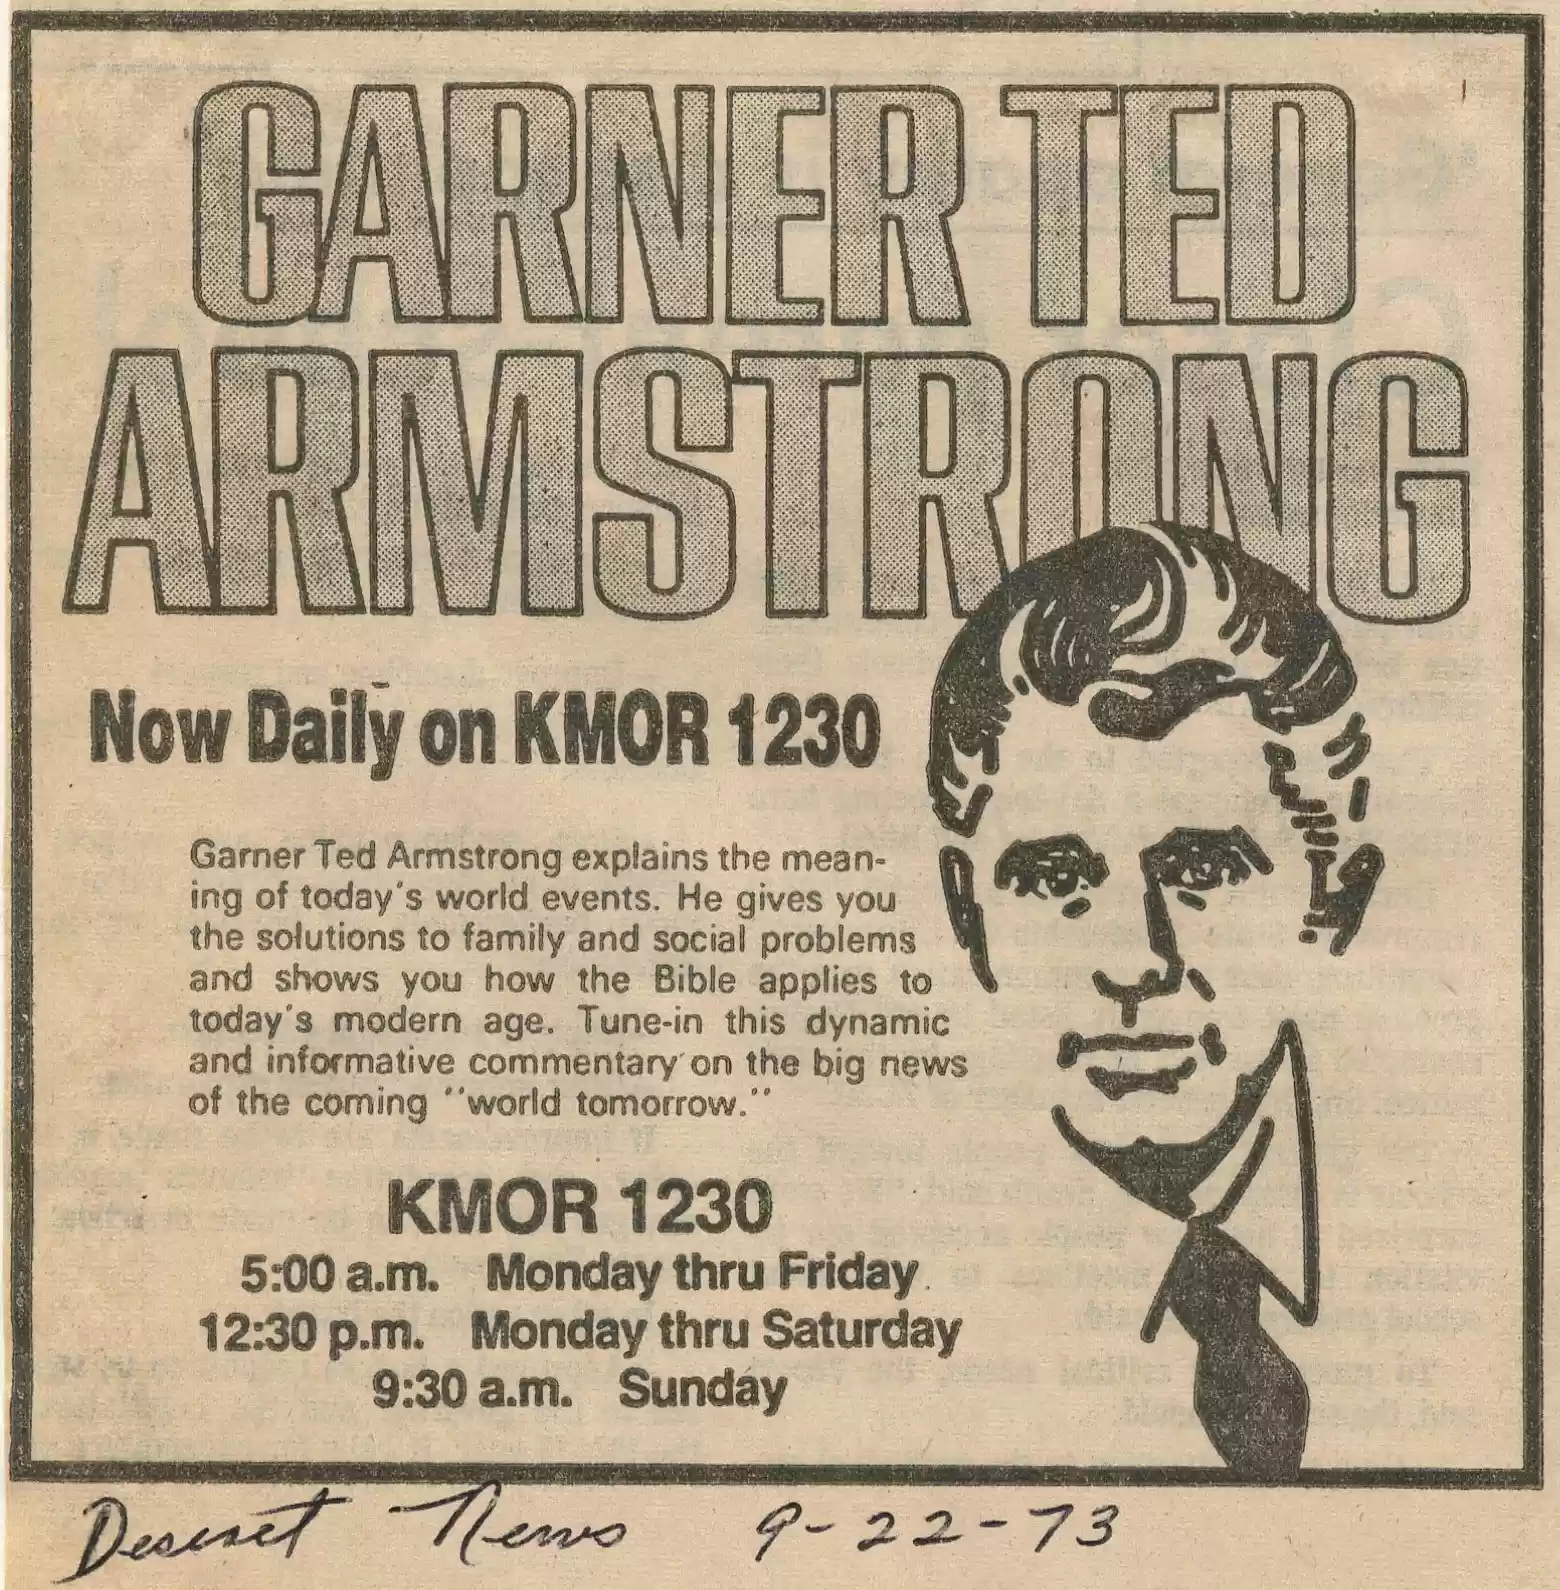 GARNER TED
ARMSTRONG
Now Daily on KMOR 1230
Garner Ted Armstrong explains the mean-
ing of today's world events. He gives you
the solutions to family and social problems
and shows you how the Bible applies to
today's modern age. Tune-in this dynamic
and informative commentary on the big news
of the coming "world tomorrow."
KMOR 1230
5:00 a.m. Monday thru Friday
12:30 p.m. Monday thru Saturday
9:30 a.m. Sunday
Deseret News 9-22-73